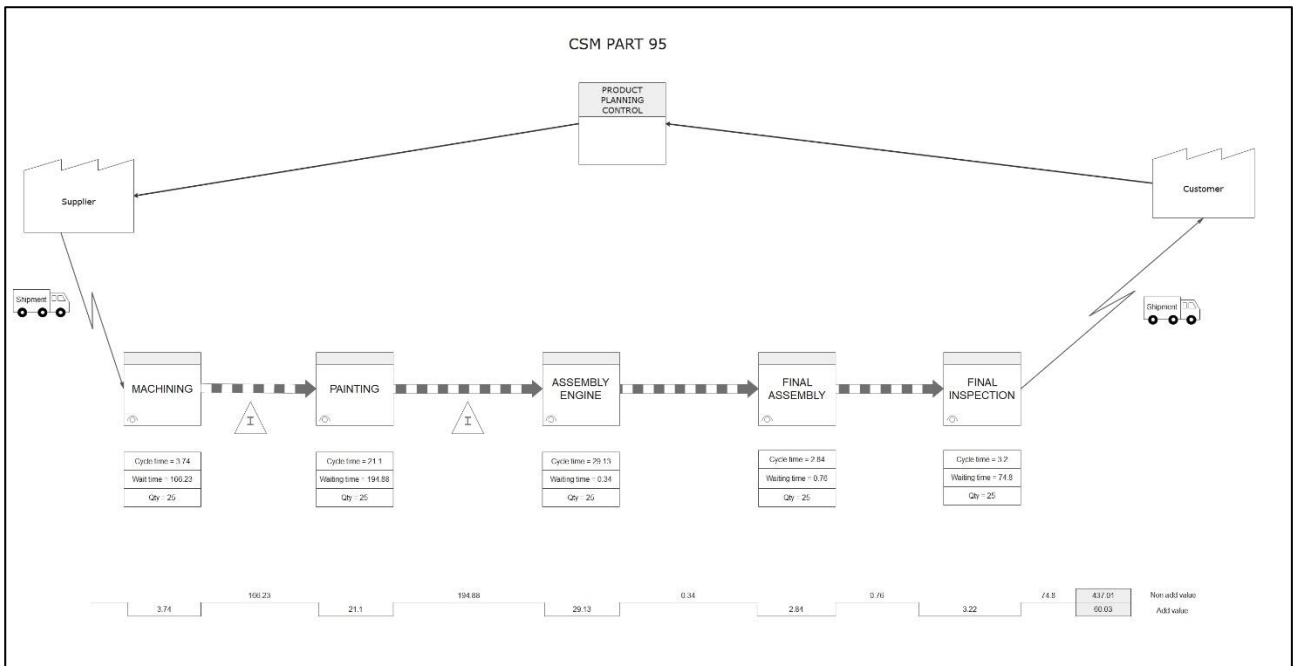 CSM PART 95
PRODUCT
PLANNING
CONTROL
Supplier
Customer
Shipment
Shipment
MACHINING
PAINTING
ASSEMBLY
ENGINE
FINAL
ASSEMBLY
FINAL
INSPECTION
I
I
Cycle time = 3.74
Wait time = 166.23
Qty = 25
Cycle time = 21.1
Waiting time = 194.88
Qty = 25
Cycle time = 29.13
Waiting time = 0.34
Qty = 25
Cycle time = 2.84
Waiting time = 0.76
Qty = 25
Cycle time = 3.2
Waiting time = 74.8
Qty = 25
166.23 194.88 0.34 0.76 74.8 437.01 Non add value
3.74 21.1 29.13 2.84 3.22 60.03 Add value